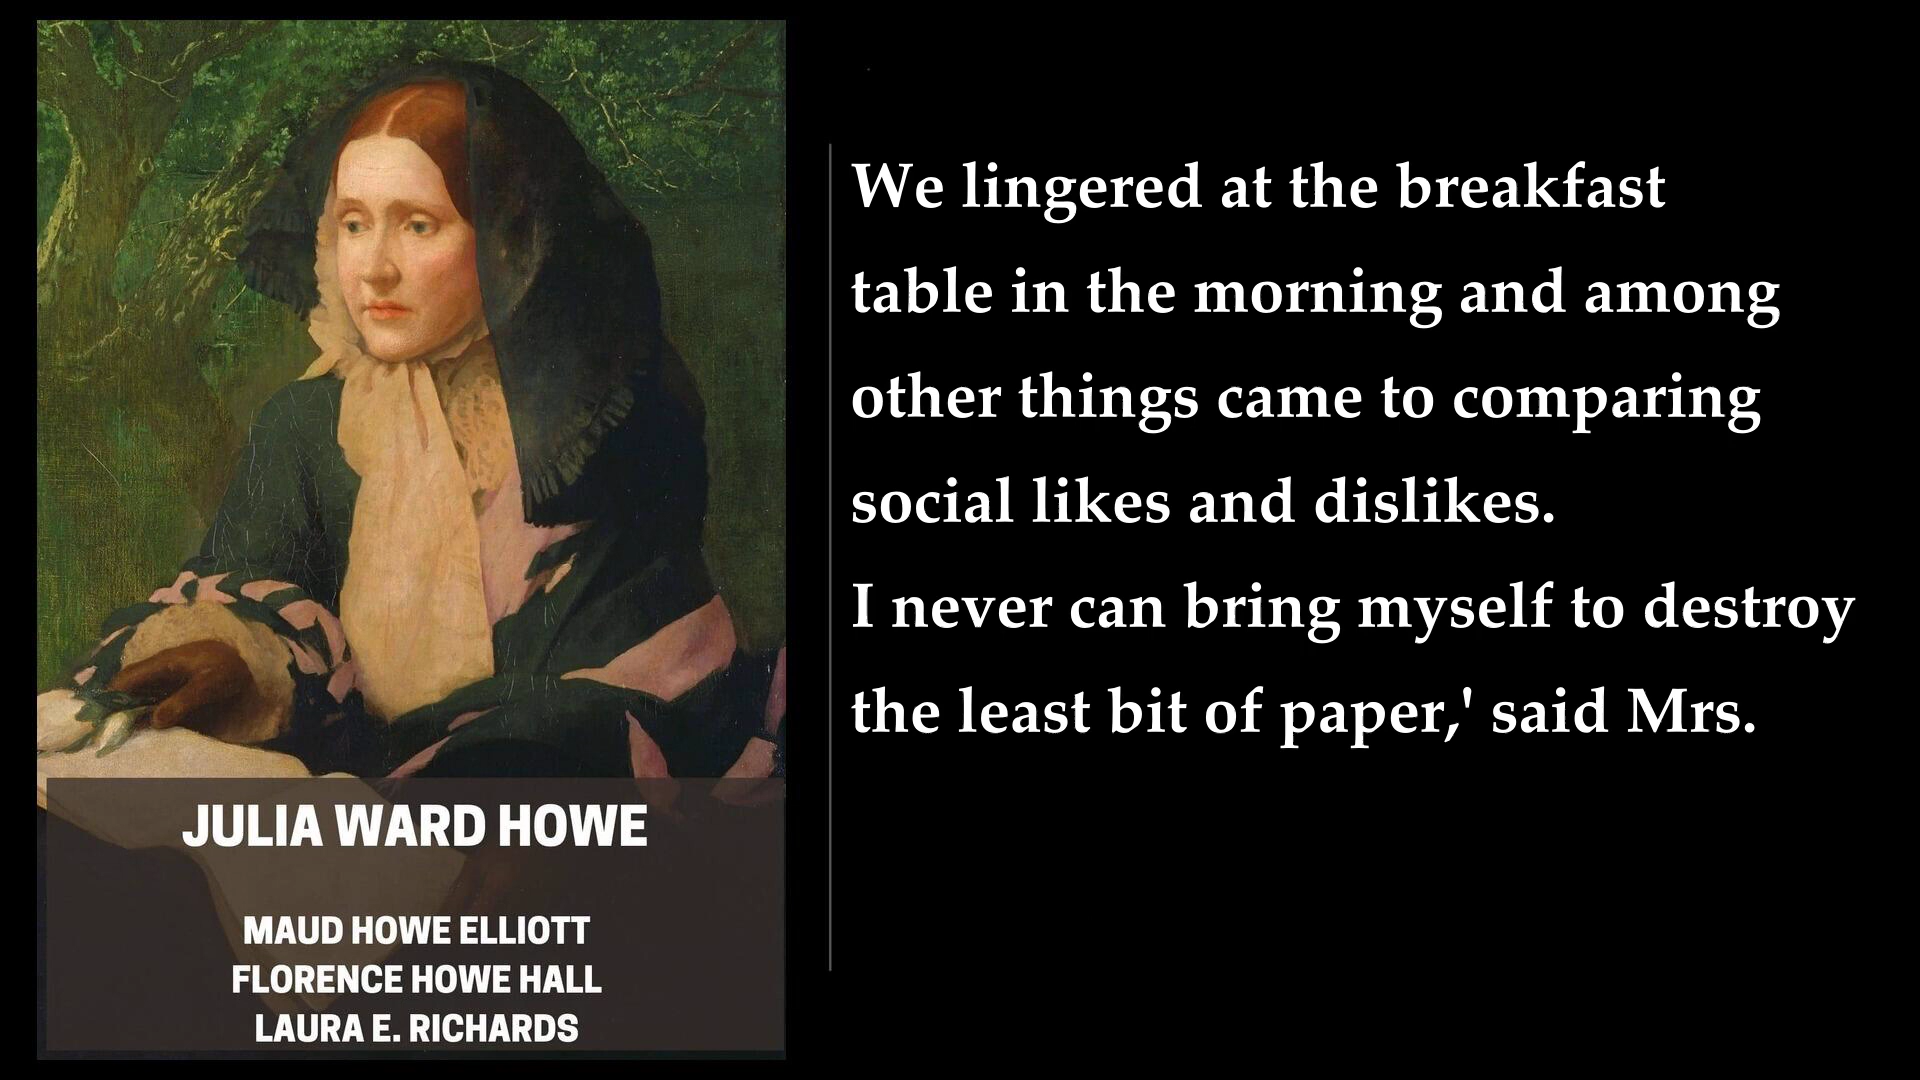 JULIA WARD HOWE
MAUD HOWE ELLIOTT
FLORENCE HOWE HALL
LAURA E. RICHARDS
We lingered at the breakfast
table in the morning and among
other things came to comparing
social likes and dislikes.
I never can bring myself to destroy
the least bit of paper,' said Mrs.